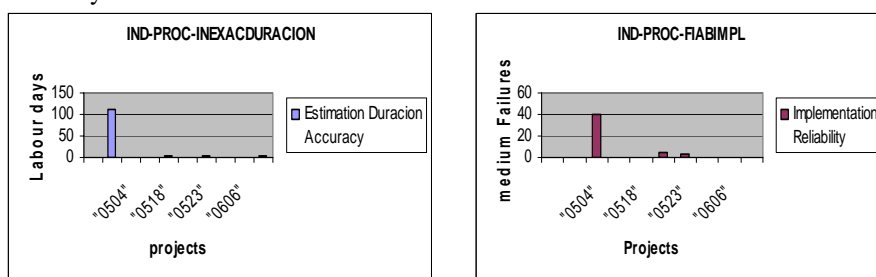 IND-PROC-INEXACDURACION
Labour days
150
100
50
0
"0504"
"0518"
"0523"
"0606"
projects
Estimation Duracion
Accuracy
IND-PROC-FIABIMPL
medium Failures
60
40
20
0
"0504"
"0518"
"0523"
"0606"
Projects
Implementation
Reliability